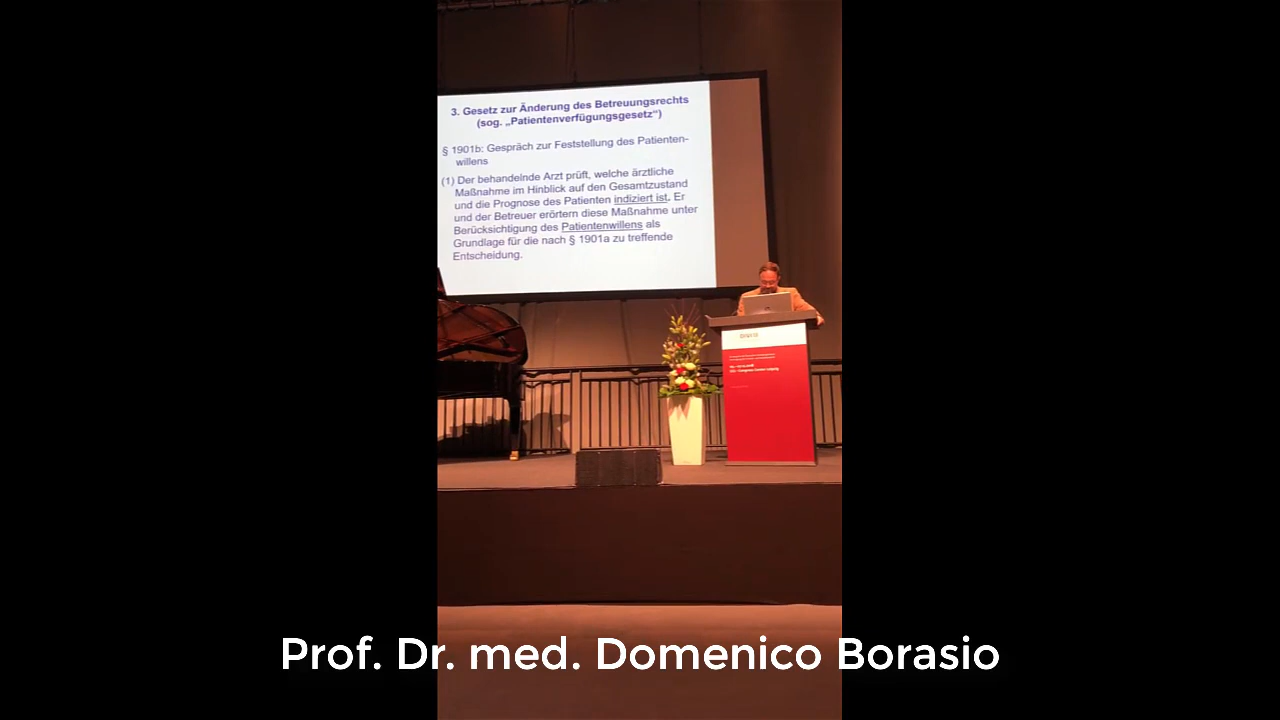 3. Gesetz zur Änderung des Betreuungsrechts
(sog. „Patientenverfügungsgesetz“)
§ 1901b: Gespräch zur Feststellung des Patienten-
willens
(1) Der behandelnde Arzt prüft, welche ärztliche
Maßnahme im Hinblick auf den Gesamtzustand
und die Prognose des Patienten indiziert ist. Er
und der Betreuer erörtern diese Maßnahme unter
Berücksichtigung des Patientenwillens als
Grundlage für die nach § 1901a zu treffende
Entscheidung.
Prof. Dr. med. Domenico Borasio